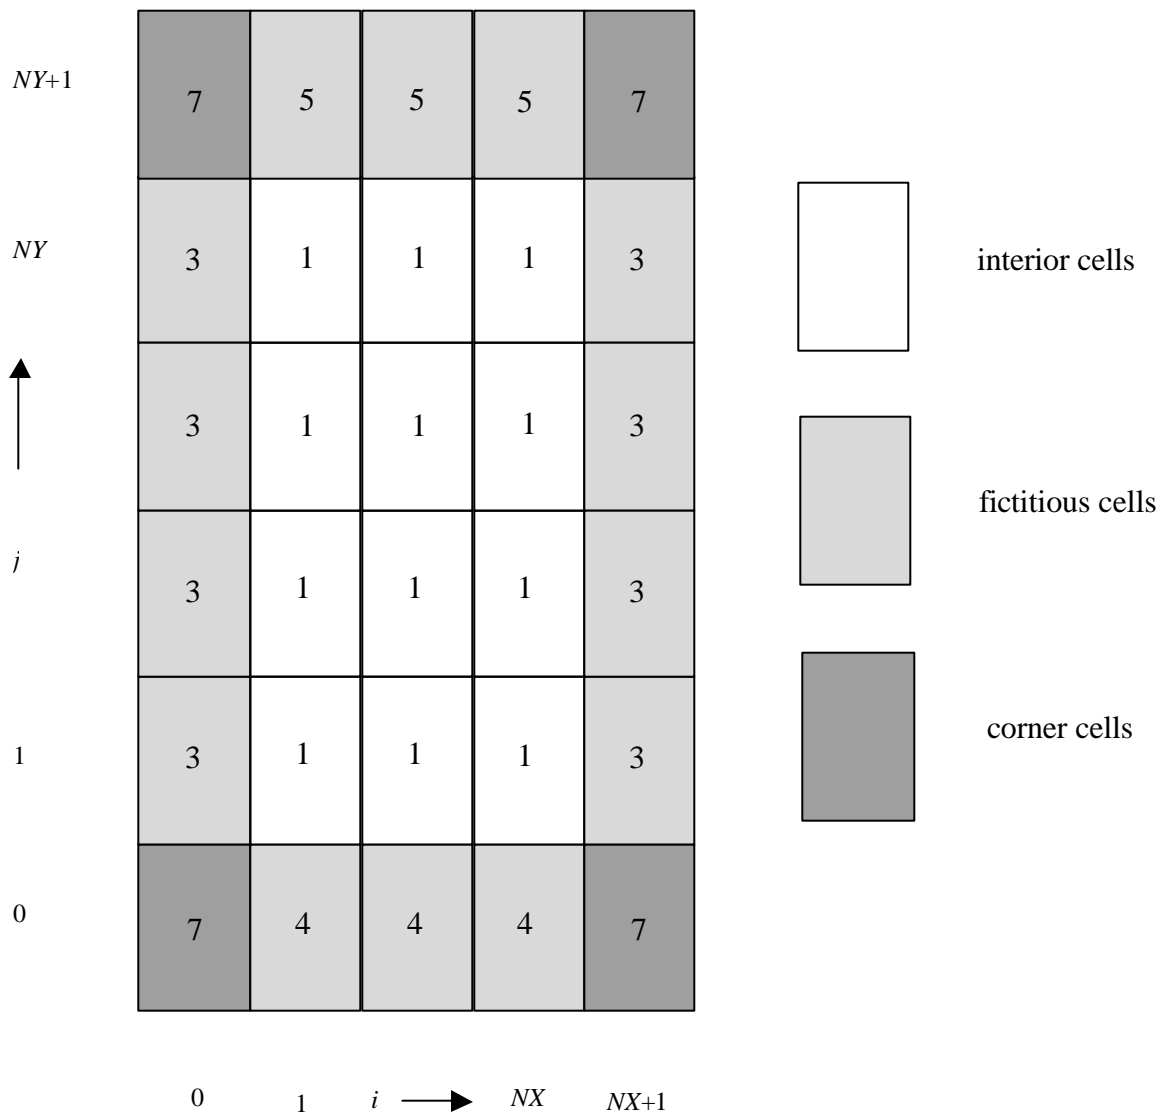 NY+1 7 5 5 5 7
NY 3 1 1 1 3 interior cells
3 1 1 1 3
fictitious cells
j 3 1 1 1 3
1 3 1 1 1 3 corner cells
0 7 4 4 4 7
0 1 i NX NX+1